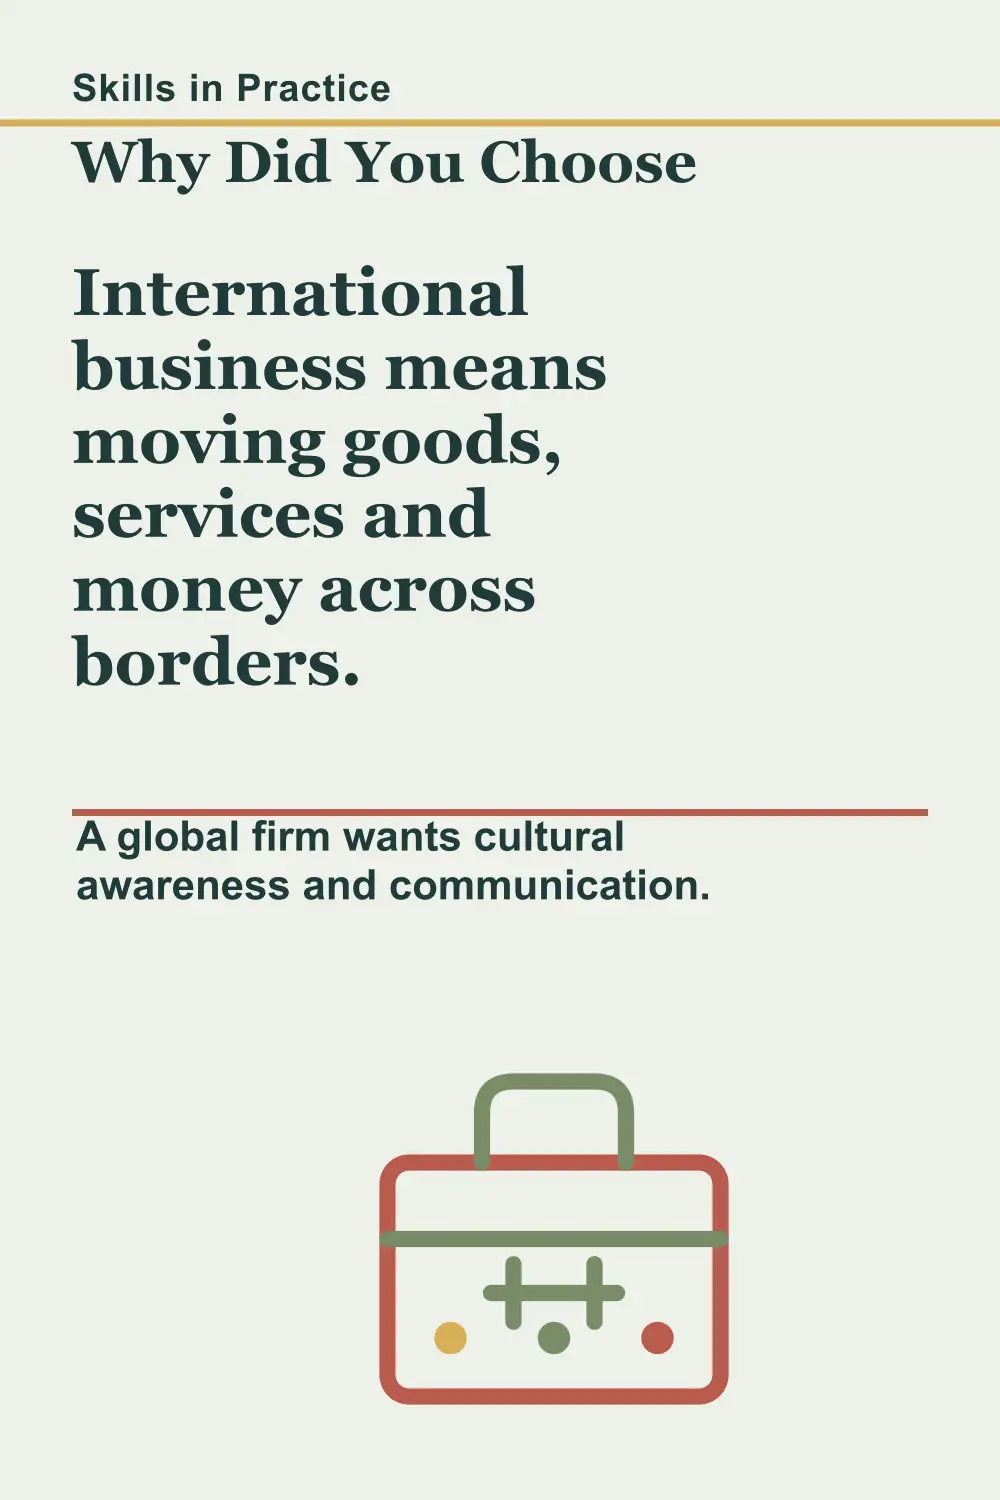 Skills in Practice
Why Did You Choose
International
business means
moving goods,
services and
money across
borders.
A global firm wants cultural
awareness and communication.